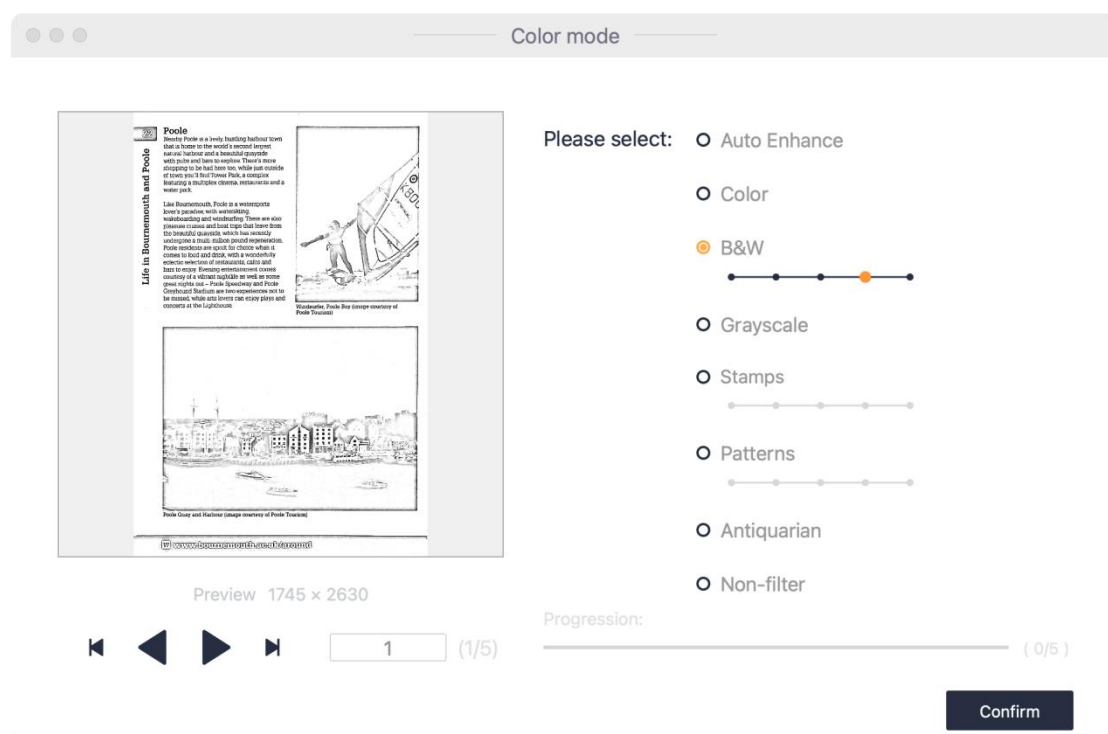 Color mode
29
Life in Bournemouth and Poole
Poole
Nearby Poole is a lively, bustling harbour town
that is home to the world's second largest
natural harbour and a beautiful quayside
with pubs and bars to explore. There's more
shopping to be had here too, while just outside
of town you'll find Tower Park, a complex
featuring a multiplex cinema, restaurants and a
water park.
Like Bournemouth, Poole is a watersports
lover's paradise, with waterskiing,
wakeboarding and windsurfing. There are also
pleasure cruises and boat trips that leave from
the beautiful quayside, which has recently
undergone a multi-million pound regeneration.
Poole residents are spoilt for choice when it
comes to food and drink, with a wonderfully
eclectic selection of restaurants, cafés and
bars to enjoy. Evening entertainment comes
courtesy of a vibrant nightlife as well as some
great nights out – Poole Speedway and Poole
Greyhound Stadium are two experiences not to
be missed, while arts lovers can enjoy plays and
concerts at the Lighthouse.
Windsurfer, Poole Bay (image courtesy of
Poole Tourism)
Poole Quay and Harbour (image courtesy of Poole Tourism)
www.bournemouth.ac.uk/around
Preview 1745 × 2630
1
(1/5)
Please select:
Auto Enhance
Color
B&W
Grayscale
Stamps
Patterns
Antiquarian
Non-filter
Progression:
( 0/5 )
Confirm